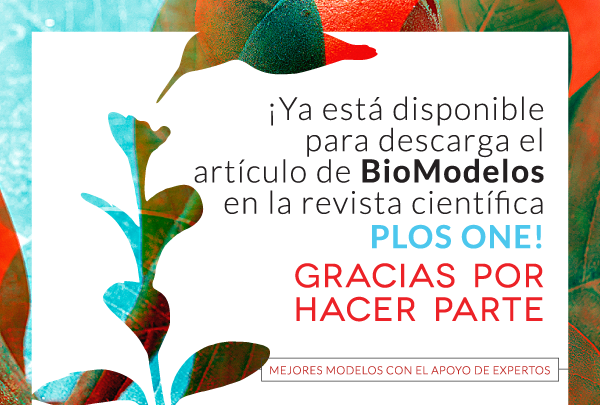 ¡Ya está disponible
para descarga el
artículo de BioModelos
en la revista científica
PLOS ONE!
GRACIAS POR
HACER PARTE
MEJORES MODELOS CON EL APOYO DE EXPERTOS